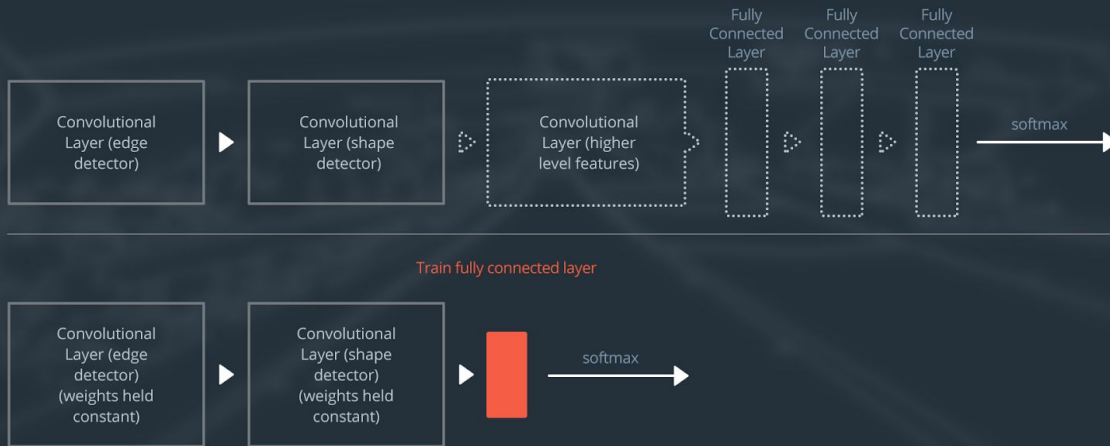 Fully
Connected
Layer
Fully
Connected
Layer
Fully
Connected
Layer
Convolutional
Layer (edge
detector)
Convolutional
Layer (shape
detector)
Convolutional
Layer (higher
level features)
softmax
Train fully connected layer
Convolutional
Layer (edge
detector)
(weights held
constant)
Convolutional
Layer (shape
detector)
(weights held
constant)
softmax